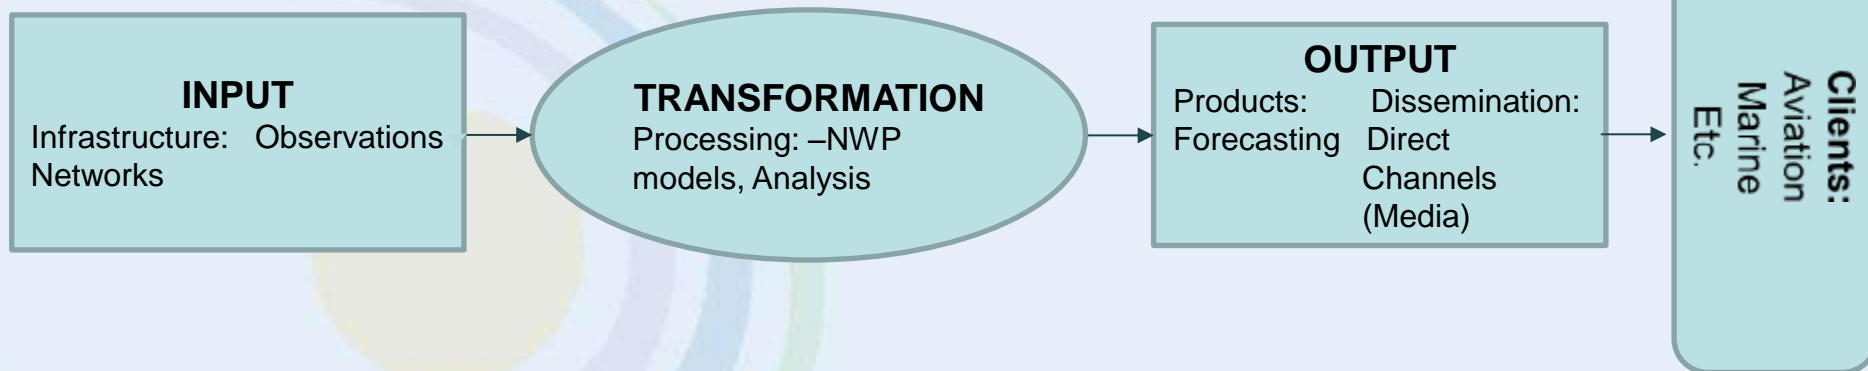 INPUT
Infrastructure: Observations
Networks
TRANSFORMATION
Processing: –NWP
models, Analysis
OUTPUT
Products: Dissemination:
Forecasting Direct
Channels
(Media)
Clients:
Aviation
Marine
Etc.